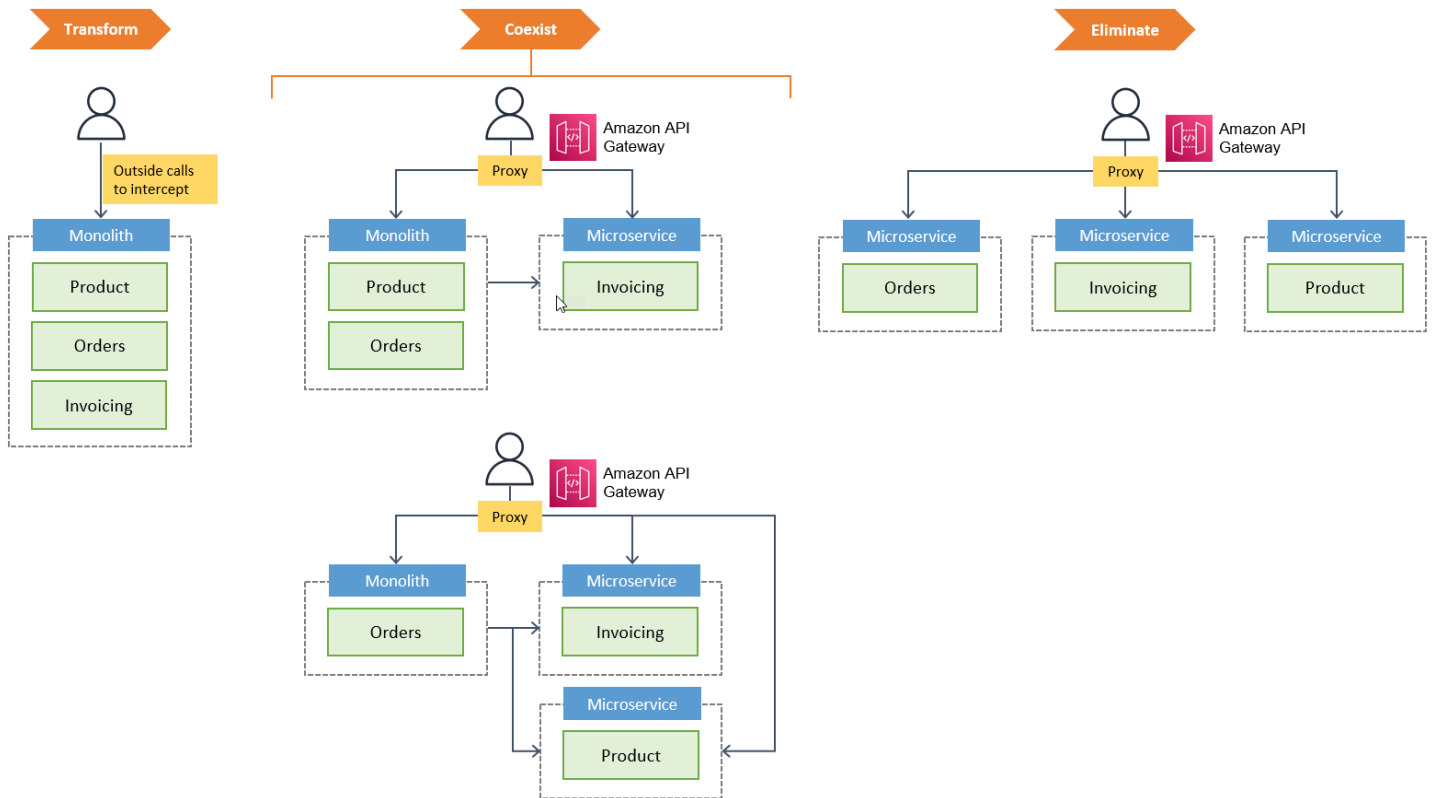 Transform
Coexist
Eliminate
Outside calls
to intercept
Monolith
Product
Orders
Invoicing
Amazon API
Gateway
Proxy
Monolith
Product
Orders
Microservice
Invoicing
Amazon API
Gateway
Proxy
Monolith
Orders
Microservice
Invoicing
Microservice
Product
Amazon API
Gateway
Proxy
Microservice
Orders
Microservice
Invoicing
Microservice
Product